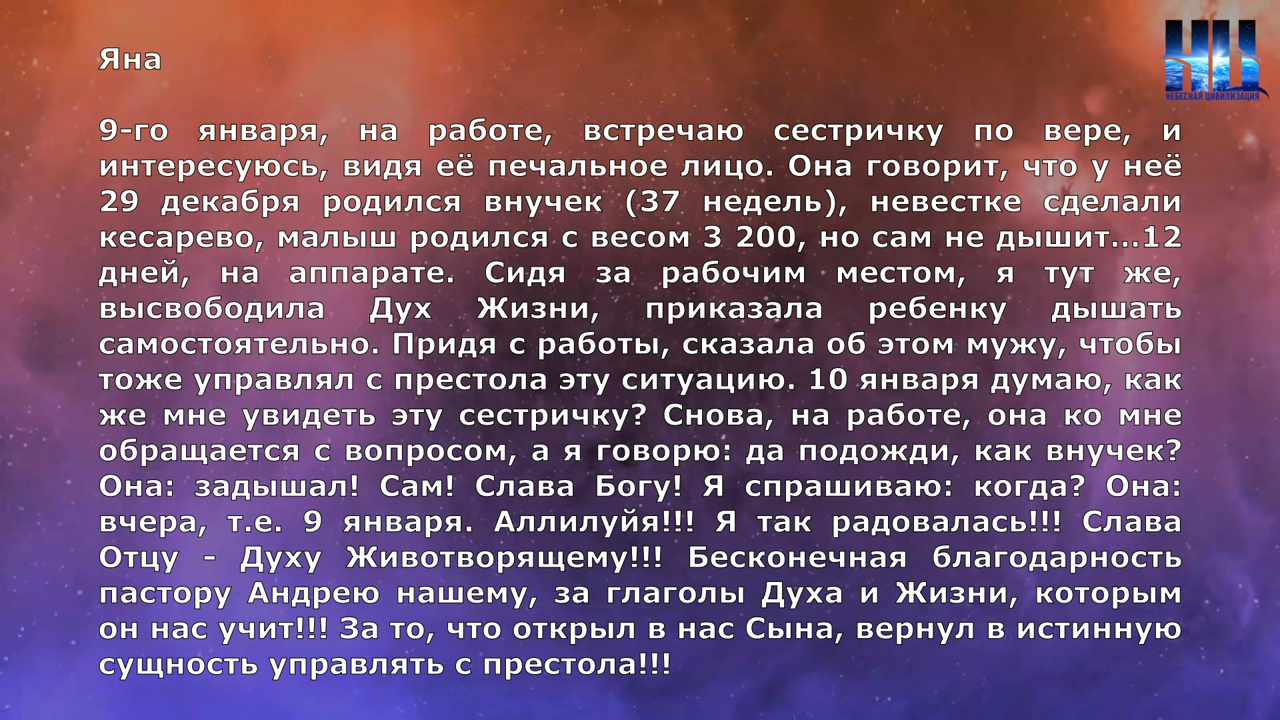 Яна
НЦ
НЕБЕСНАЯ ЦИВИЛИЗАЦИЯ
9-го января, на работе, встречаю сестричку по вере, и
интересуюсь, видя её печальное лицо. Она говорит, что у неё
29 декабря родился внучек (37 недель), невестке сделали
кесарево, малыш родился с весом 3 200, но сам не дышит...12
дней, на аппарате. Сидя за рабочим местом, я тут же,
высвободила Дух Жизни, приказала ребенку дышать
самостоятельно. Придя с работы, сказала об этом мужу, чтобы
тоже управлял с престола эту ситуацию. 10 января думаю, как
же мне увидеть эту сестричку? Снова, на работе, она ко мне
обращается с вопросом, а я говорю: да подожди, как внучек?
Она: задышал! Сам! Слава Богу! Я спрашиваю: когда? Она:
вчера, т.е. 9 января. Аллилуйя!!! Я так радовалась!!! Слава
Отцу - Духу Животворящему!!! Бесконечная благодарность
пастору Андрею нашему, за глаголы Духа и Жизни, которым
он нас учит!!! За то, что открыл в нас Сына, вернул в истинную
сущность управлять с престола!!!